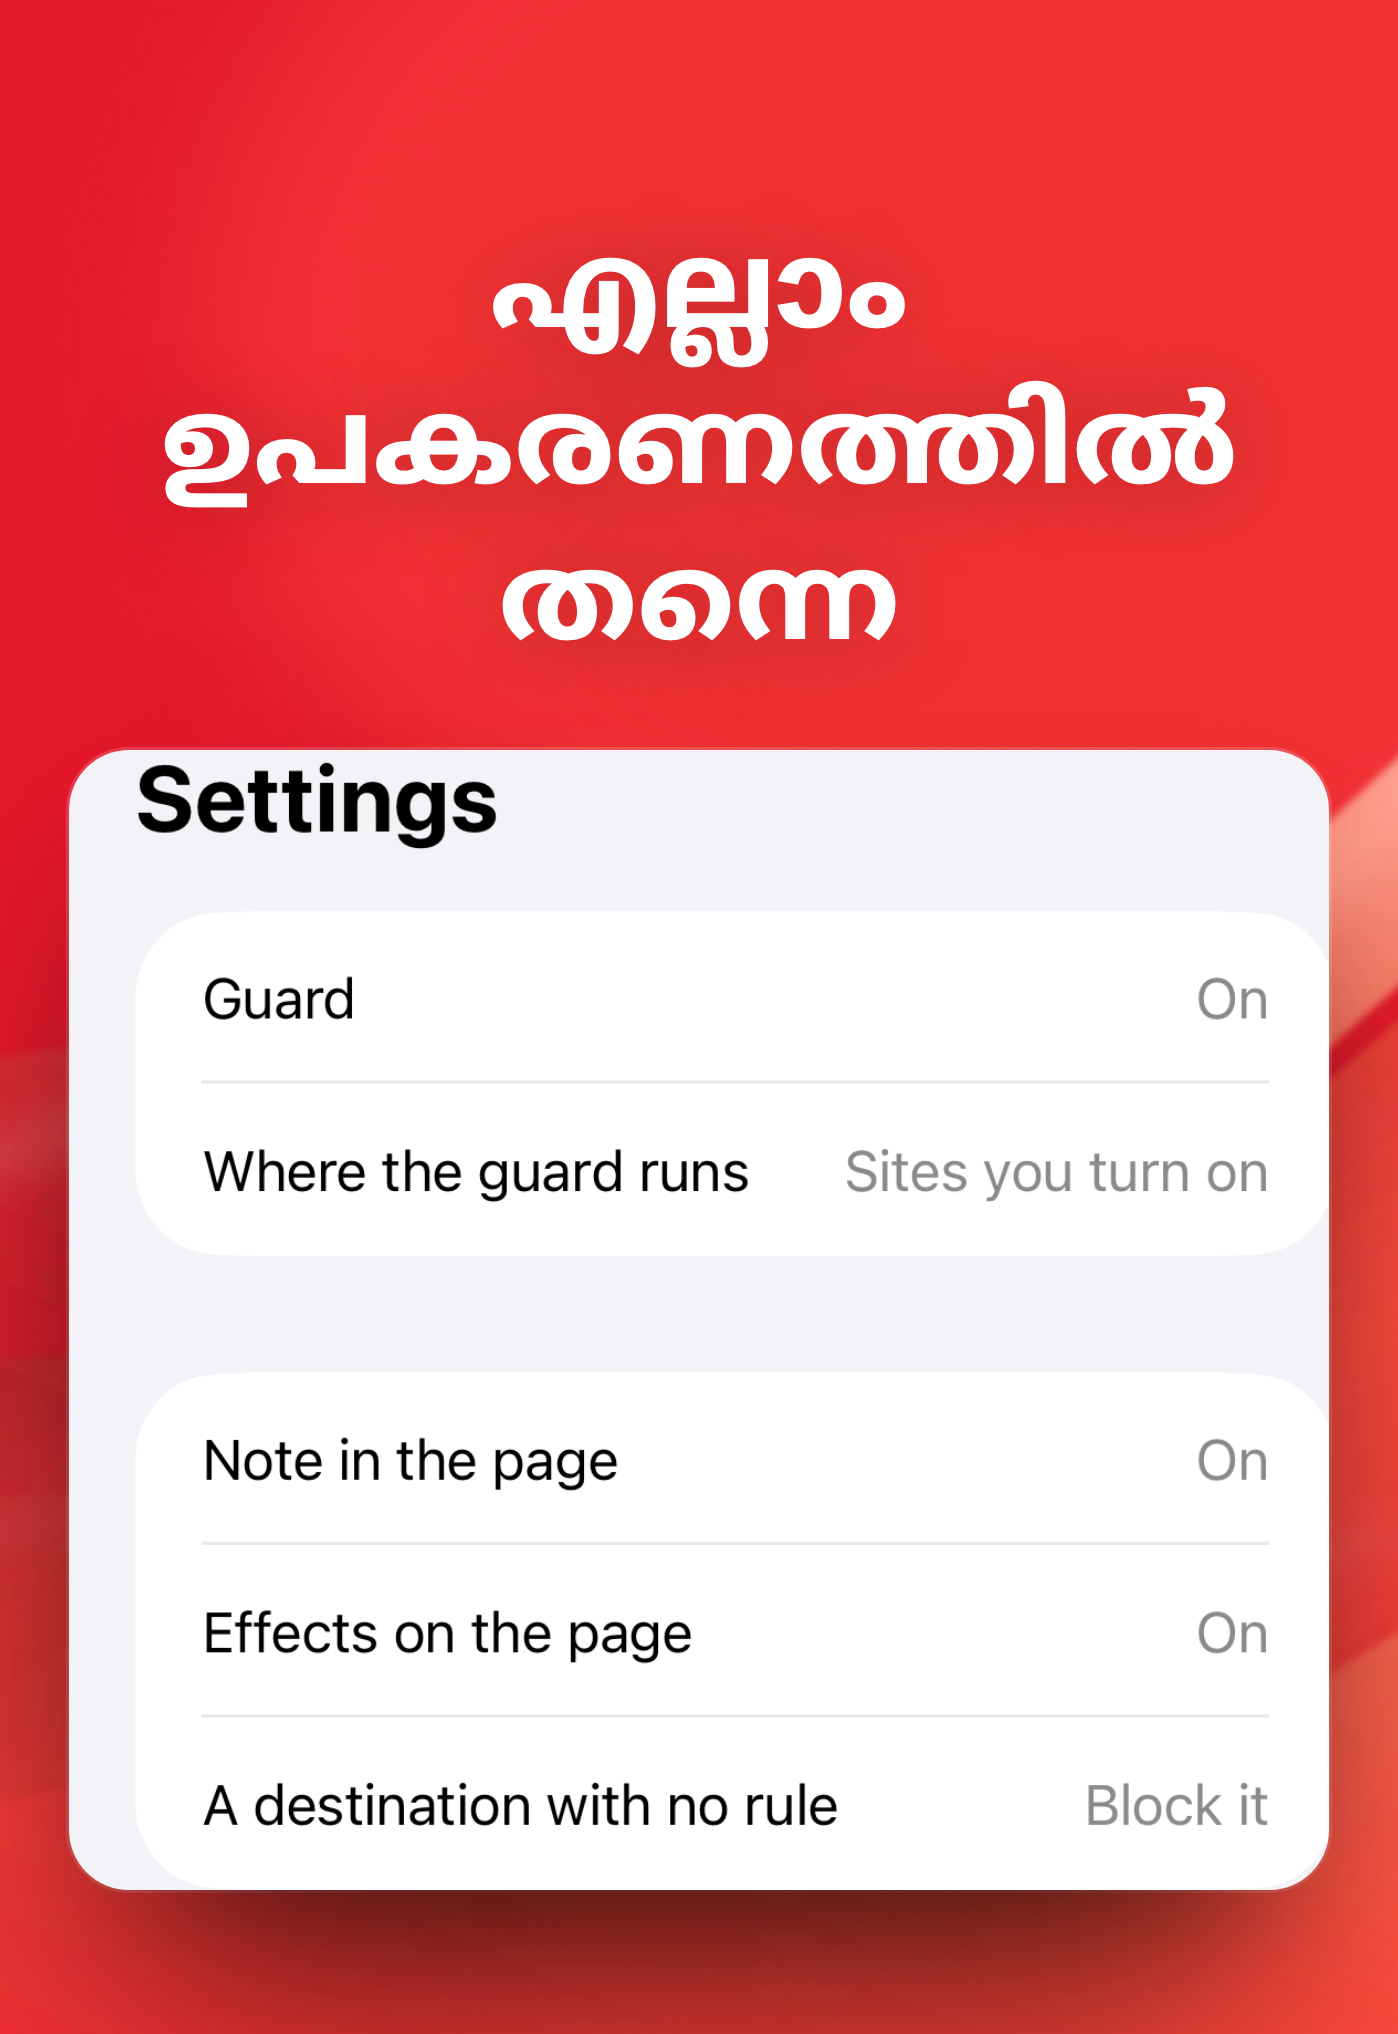 എല്ലാം
ഉപകരണത്തിൽ
തന്നെ
Settings
Guard On
Where the guard runs Sites you turn on
Note in the page On
Effects on the page On
A destination with no rule Block it